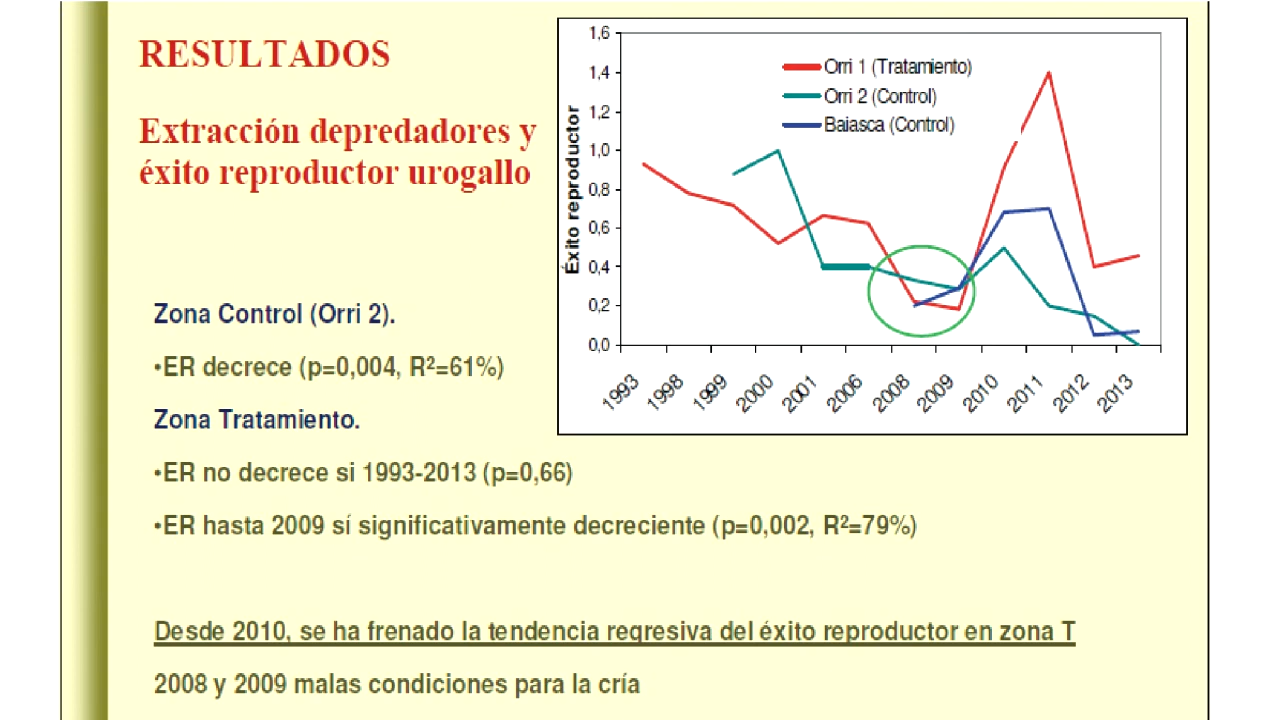 RESULTADOS
Extracción depredadores y
éxito reproductor urogallo
Éxito reproductor
1,6
1,4
1,2
1,0
0,8
0,6
0,4
0,2
0,0
Orri 1 (Tratamiento)
Orri 2 (Control)
Baiasca (Control)
1993
1998
1999
2000
2001
2006
2008
2009
2010
2011
2012
2013
Zona Control (Orri 2).
•ER decrece (p=0,004, R²=61%)
Zona Tratamiento.
•ER no decrece si 1993-2013 (p=0,66)
•ER hasta 2009 sí significativamente decreciente (p=0,002, R²=79%)
Desde 2010, se ha frenado la tendencia regresiva del éxito reproductor en zona T
2008 y 2009 malas condiciones para la cría